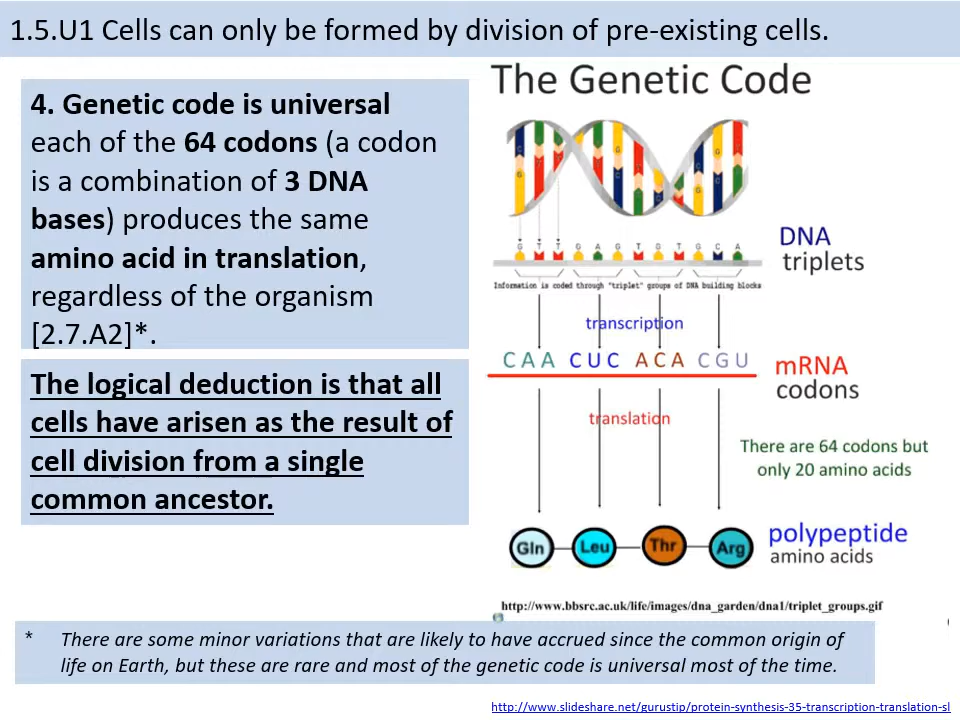 1.5.U1 Cells can only be formed by division of pre-existing cells.
4. Genetic code is universal
each of the 64 codons (a codon
is a combination of 3 DNA
bases) produces the same
amino acid in translation,
regardless of the organism
[2.7.A2]*.
The logical deduction is that all
cells have arisen as the result of
cell division from a single
common ancestor.
The Genetic Code
G T T G A G T G T G C A
DNA
triplets
Information is coded through "triplet" groups of DNA building blocks
transcription
CAA CUC ACA CGU
mRNA
codons
translation
There are 64 codons but
only 20 amino acids
Gln Leu Thr Arg
polypeptide
amino acids
http://www.bbsrc.ac.uk/life/images/dna_garden/dna1/triplet_groups.gif
* There are some minor variations that are likely to have accrued since the common origin of
life on Earth, but these are rare and most of the genetic code is universal most of the time.
http://www.slideshare.net/gurustip/protein-synthesis-35-transcription-translation-sl